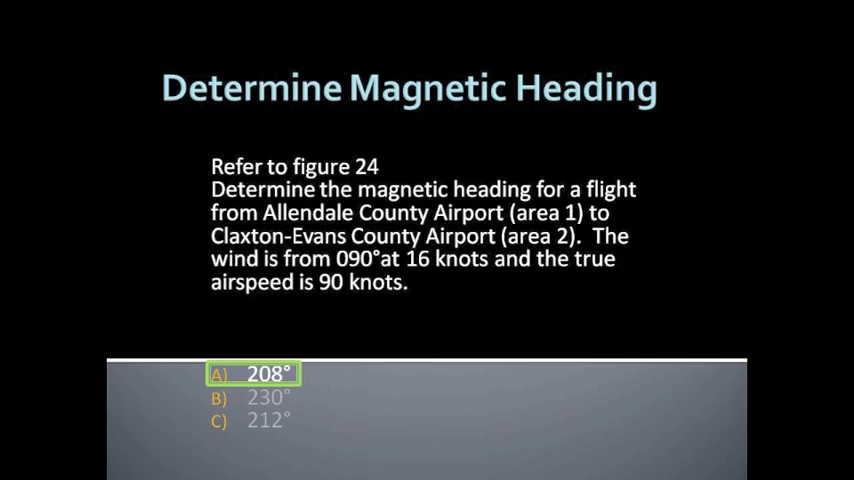 Determine Magnetic Heading
Refer to figure 24
Determine the magnetic heading for a flight
from Allendale County Airport (area 1) to
Claxton-Evans County Airport (area 2).  The
wind is from 090°at 16 knots and the true
airspeed is 90 knots.
A) 208°
B) 230°
C) 212°